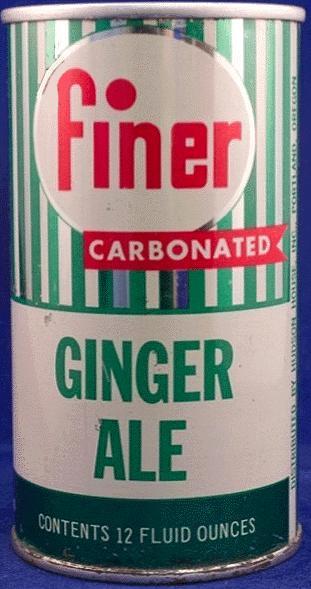 finer
CARBONATED
GINGER
ALE
CONTENTS 12 FLUID OUNCES
DISTRIBUTED BY HUDSON HOUSE INC. PORTLAND, OREGON